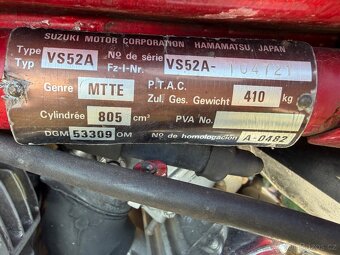 SUZUKI MOTOR CORPORATION HAMAMATSU, JAPAN
Type VS52A No de série VS52A-
Typ Fz-I-Nr.
Genre MTTE P.T.A.C.
Zul. Ges. Gewicht 410 kg
Cylindrée 805 cm³ PVA No.
DGM 53309 OM No de homologación A-0482